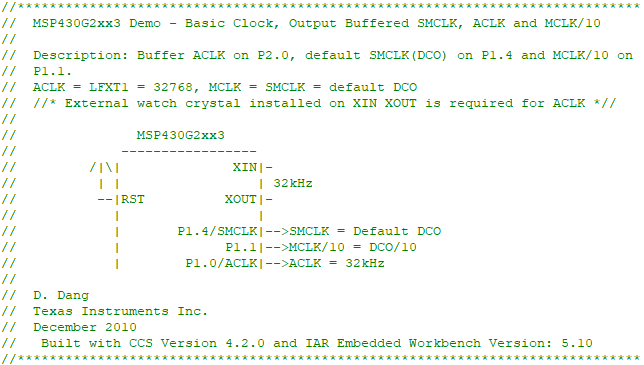 //******************************************************************************
//  MSP430G2xx3 Demo - Basic Clock, Output Buffered SMCLK, ACLK and MCLK/10
//
//  Description: Buffer ACLK on P2.0, default SMCLK(DCO) on P1.4 and MCLK/10 on
//  P1.1.
//  ACLK = LFXT1 = 32768, MCLK = SMCLK = default DCO
//  //* External watch crystal installed on XIN XOUT is required for ACLK *//
//
//               MSP430G2xx3
//             -----------------
//         /|\|              XIN|-
//          | |                 | 32kHz
//          --|RST          XOUT|-
//            |                 |
//            |       P1.4/SMCLK|-->SMCLK = Default DCO
//            |             P1.1|-->MCLK/10 = DCO/10
//            |        P1.0/ACLK|-->ACLK = 32kHz
//
//  D. Dang
//  Texas Instruments Inc.
//  December 2010
//   Built with CCS Version 4.2.0 and IAR Embedded Workbench Version: 5.10
//******************************************************************************